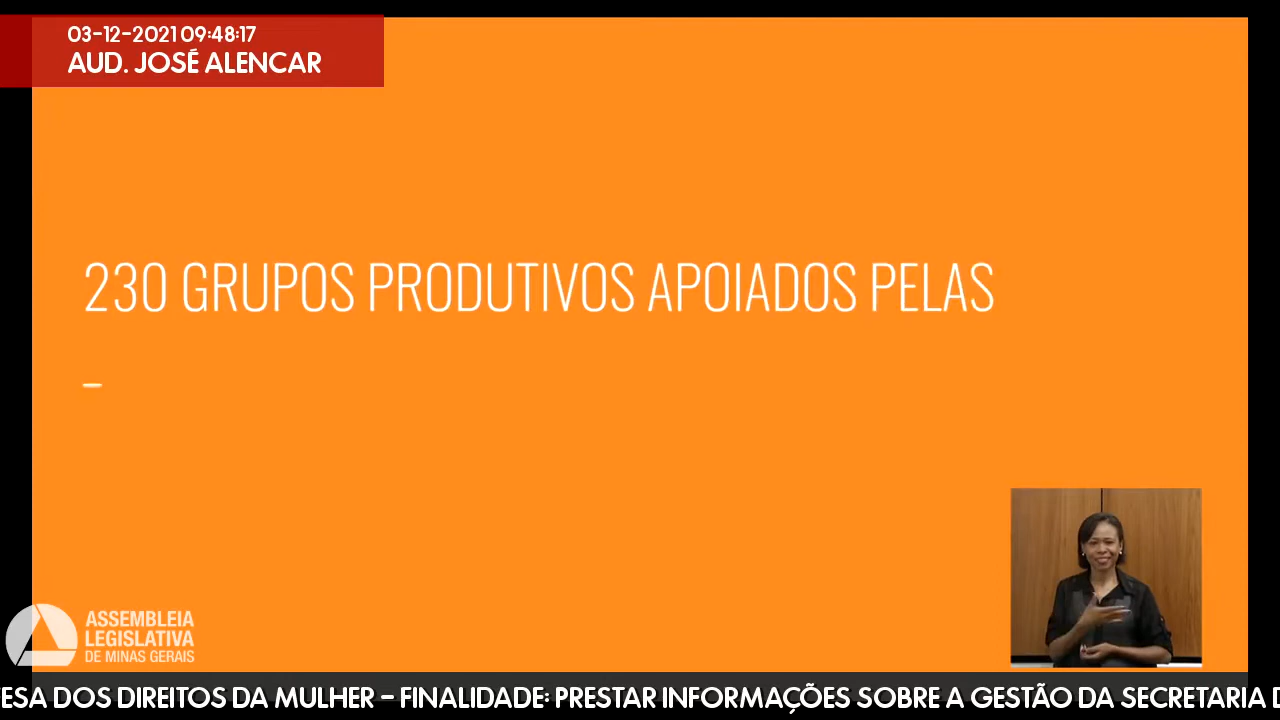 03-12-2021 09:48:17
AUD. JOSÉ ALENCAR
230 GRUPOS PRODUTIVOS APOIADOS PELAS
–
ASSEMBLEIA
LEGISLATIVA
DE MINAS GERAIS
ESA DOS DIREITOS DA MULHER - FINALIDADE: PRESTAR INFORMAÇÕES SOBRE A GESTÃO DA SECRETARIA D